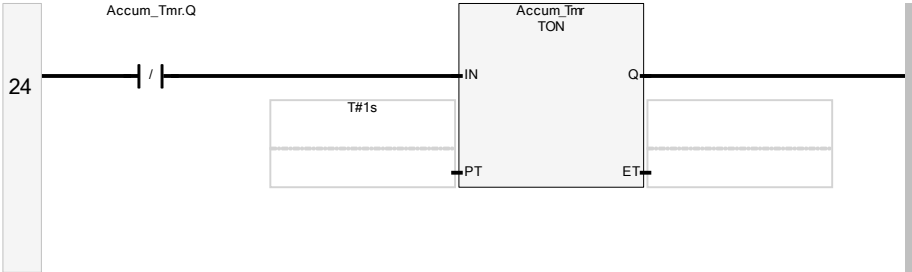 Accum_Tmr.Q
Accum_Tmr
TON
24
/
IN
Q
T#1s
PT
ET